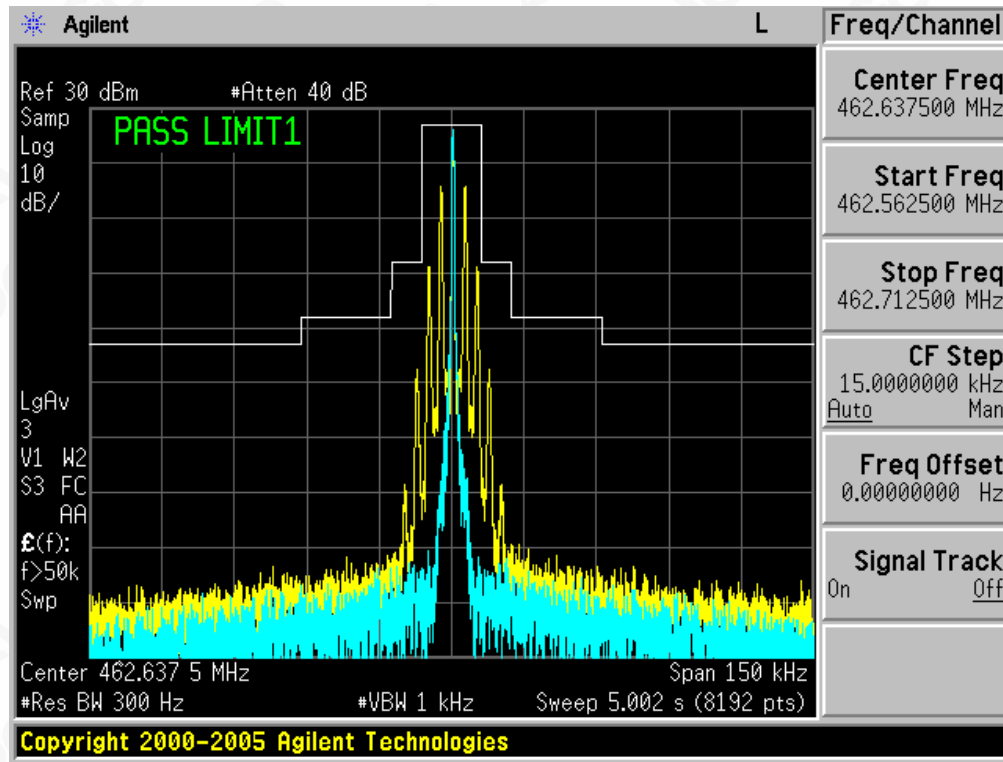 Agilent L
Ref 30 dBm #Atten 40 dB
Samp
Log
10
dB/
PASS LIMIT1
LgAv
3
V1 W2
S3 FC
AA
£(f):
f>50k
Swp
Center 462.637 5 MHz Span 150 kHz
#Res BW 300 Hz #VBW 1 kHz Sweep 5.002 s (8192 pts)
Copyright 2000-2005 Agilent Technologies
Freq/Channel
Center Freq
462.637500 MHz
Start Freq
462.562500 MHz
Stop Freq
462.712500 MHz
CF Step
15.0000000 kHz
Auto Man
Freq Offset
0.00000000 Hz
Signal Track
On Off